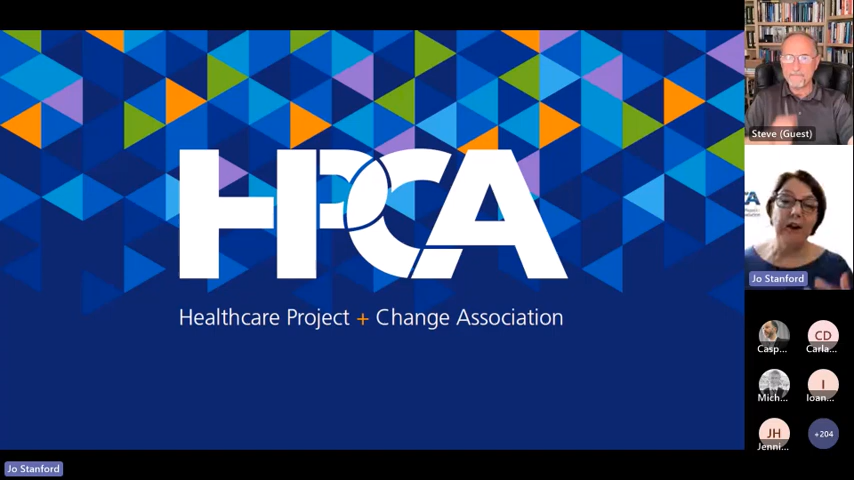 HPCA
Healthcare Project + Change Association
Steve (Guest)
Jo Stanford
Casp...
CD
Carla...
Mich...
I
Ioan...
JH
Jenni...
+204
Jo Stanford